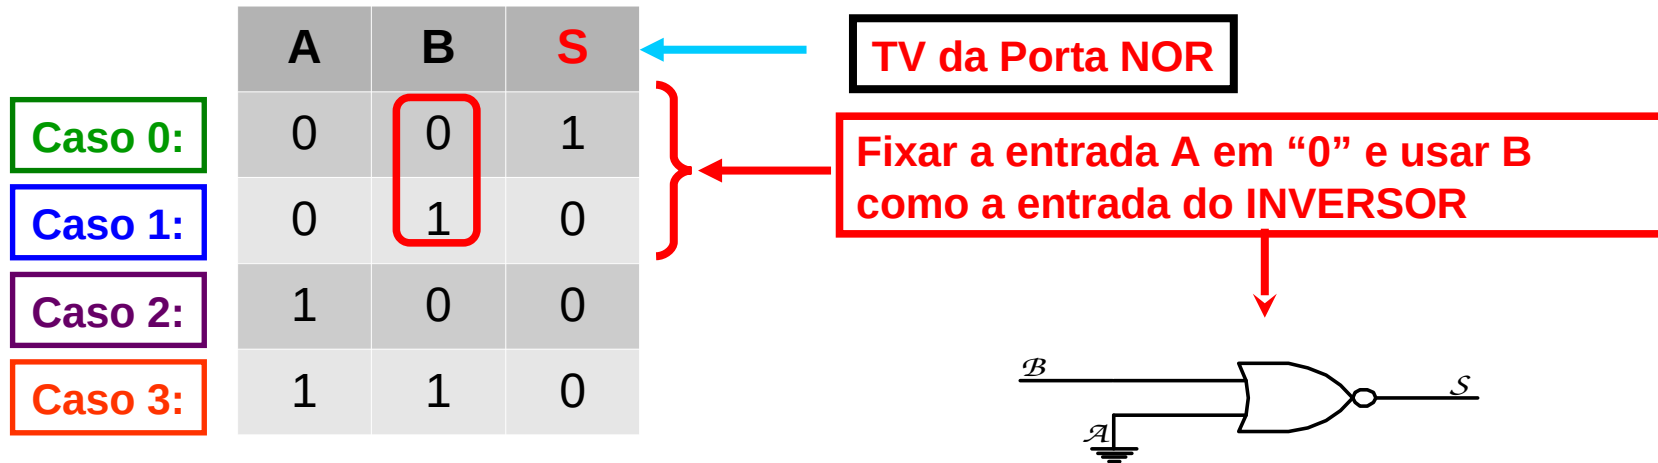 A B S
TV da Porta NOR
Caso 0: 0 0 1
Caso 1: 0 1 0
Caso 2: 1 0 0
Caso 3: 1 1 0
Fixar a entrada A em “0” e usar B
como a entrada do INVERSOR
B
S
A